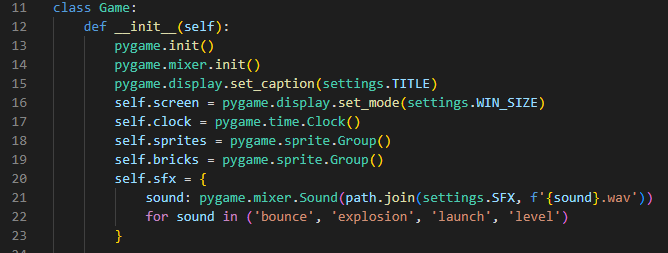 11 class Game:
12     def __init__(self):
13         pygame.init()
14         pygame.mixer.init()
15         pygame.display.set_caption(settings.TITLE)
16         self.screen = pygame.display.set_mode(settings.WIN_SIZE)
17         self.clock = pygame.time.Clock()
18         self.sprites = pygame.sprite.Group()
19         self.bricks = pygame.sprite.Group()
20         self.sfx = {
21             sound: pygame.mixer.Sound(path.join(settings.SFX, f'{sound}.wav'))
22             for sound in ('bounce', 'explosion', 'launch', 'level')
23         }